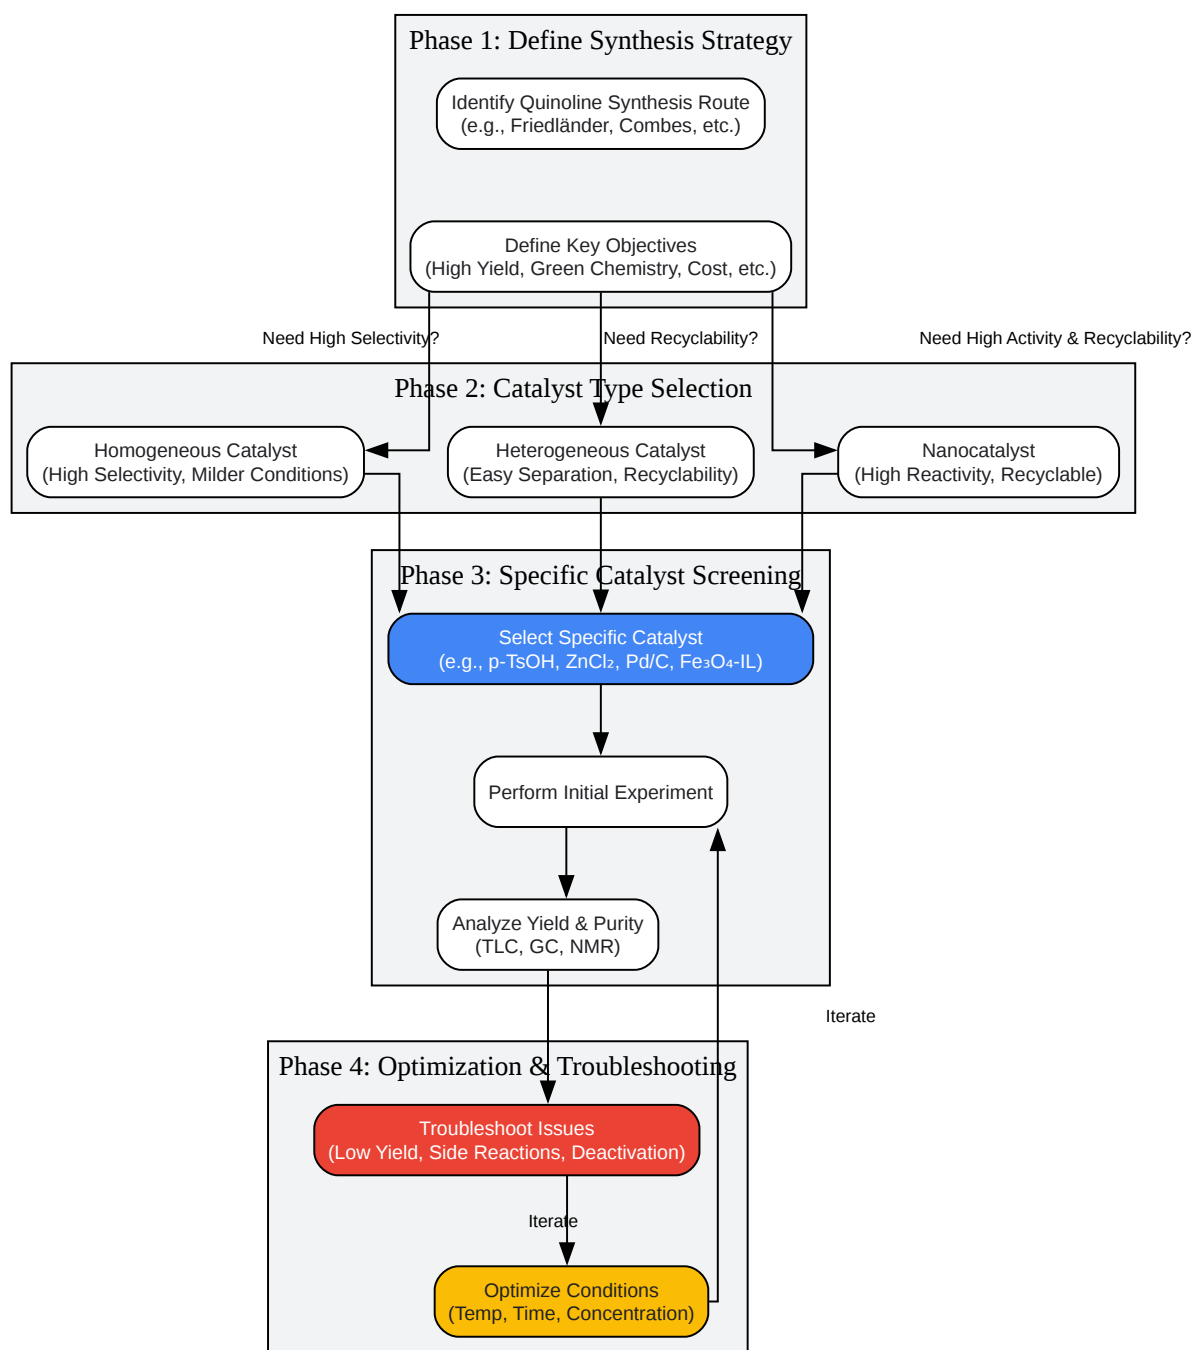 Phase 1: Define Synthesis Strategy
Identify Quinoline Synthesis Route
(e.g., Friedländer, Combes, etc.)
Define Key Objectives
(High Yield, Green Chemistry, Cost, etc.)
Need High Selectivity?
Need Recyclability?
Need High Activity & Recyclability?
Phase 2: Catalyst Type Selection
Homogeneous Catalyst
(High Selectivity, Milder Conditions)
Heterogeneous Catalyst
(Easy Separation, Recyclability)
Nanocatalyst
(High Reactivity, Recyclable)
Phase 3: Specific Catalyst Screening
Select Specific Catalyst
(e.g., p-TsOH, ZnCl₂, Pd/C, Fe₃O₄-IL)
Perform Initial Experiment
Analyze Yield & Purity
(TLC, GC, NMR)
Iterate
Phase 4: Optimization & Troubleshooting
Troubleshoot Issues
(Low Yield, Side Reactions, Deactivation)
Iterate
Optimize Conditions
(Temp, Time, Concentration)